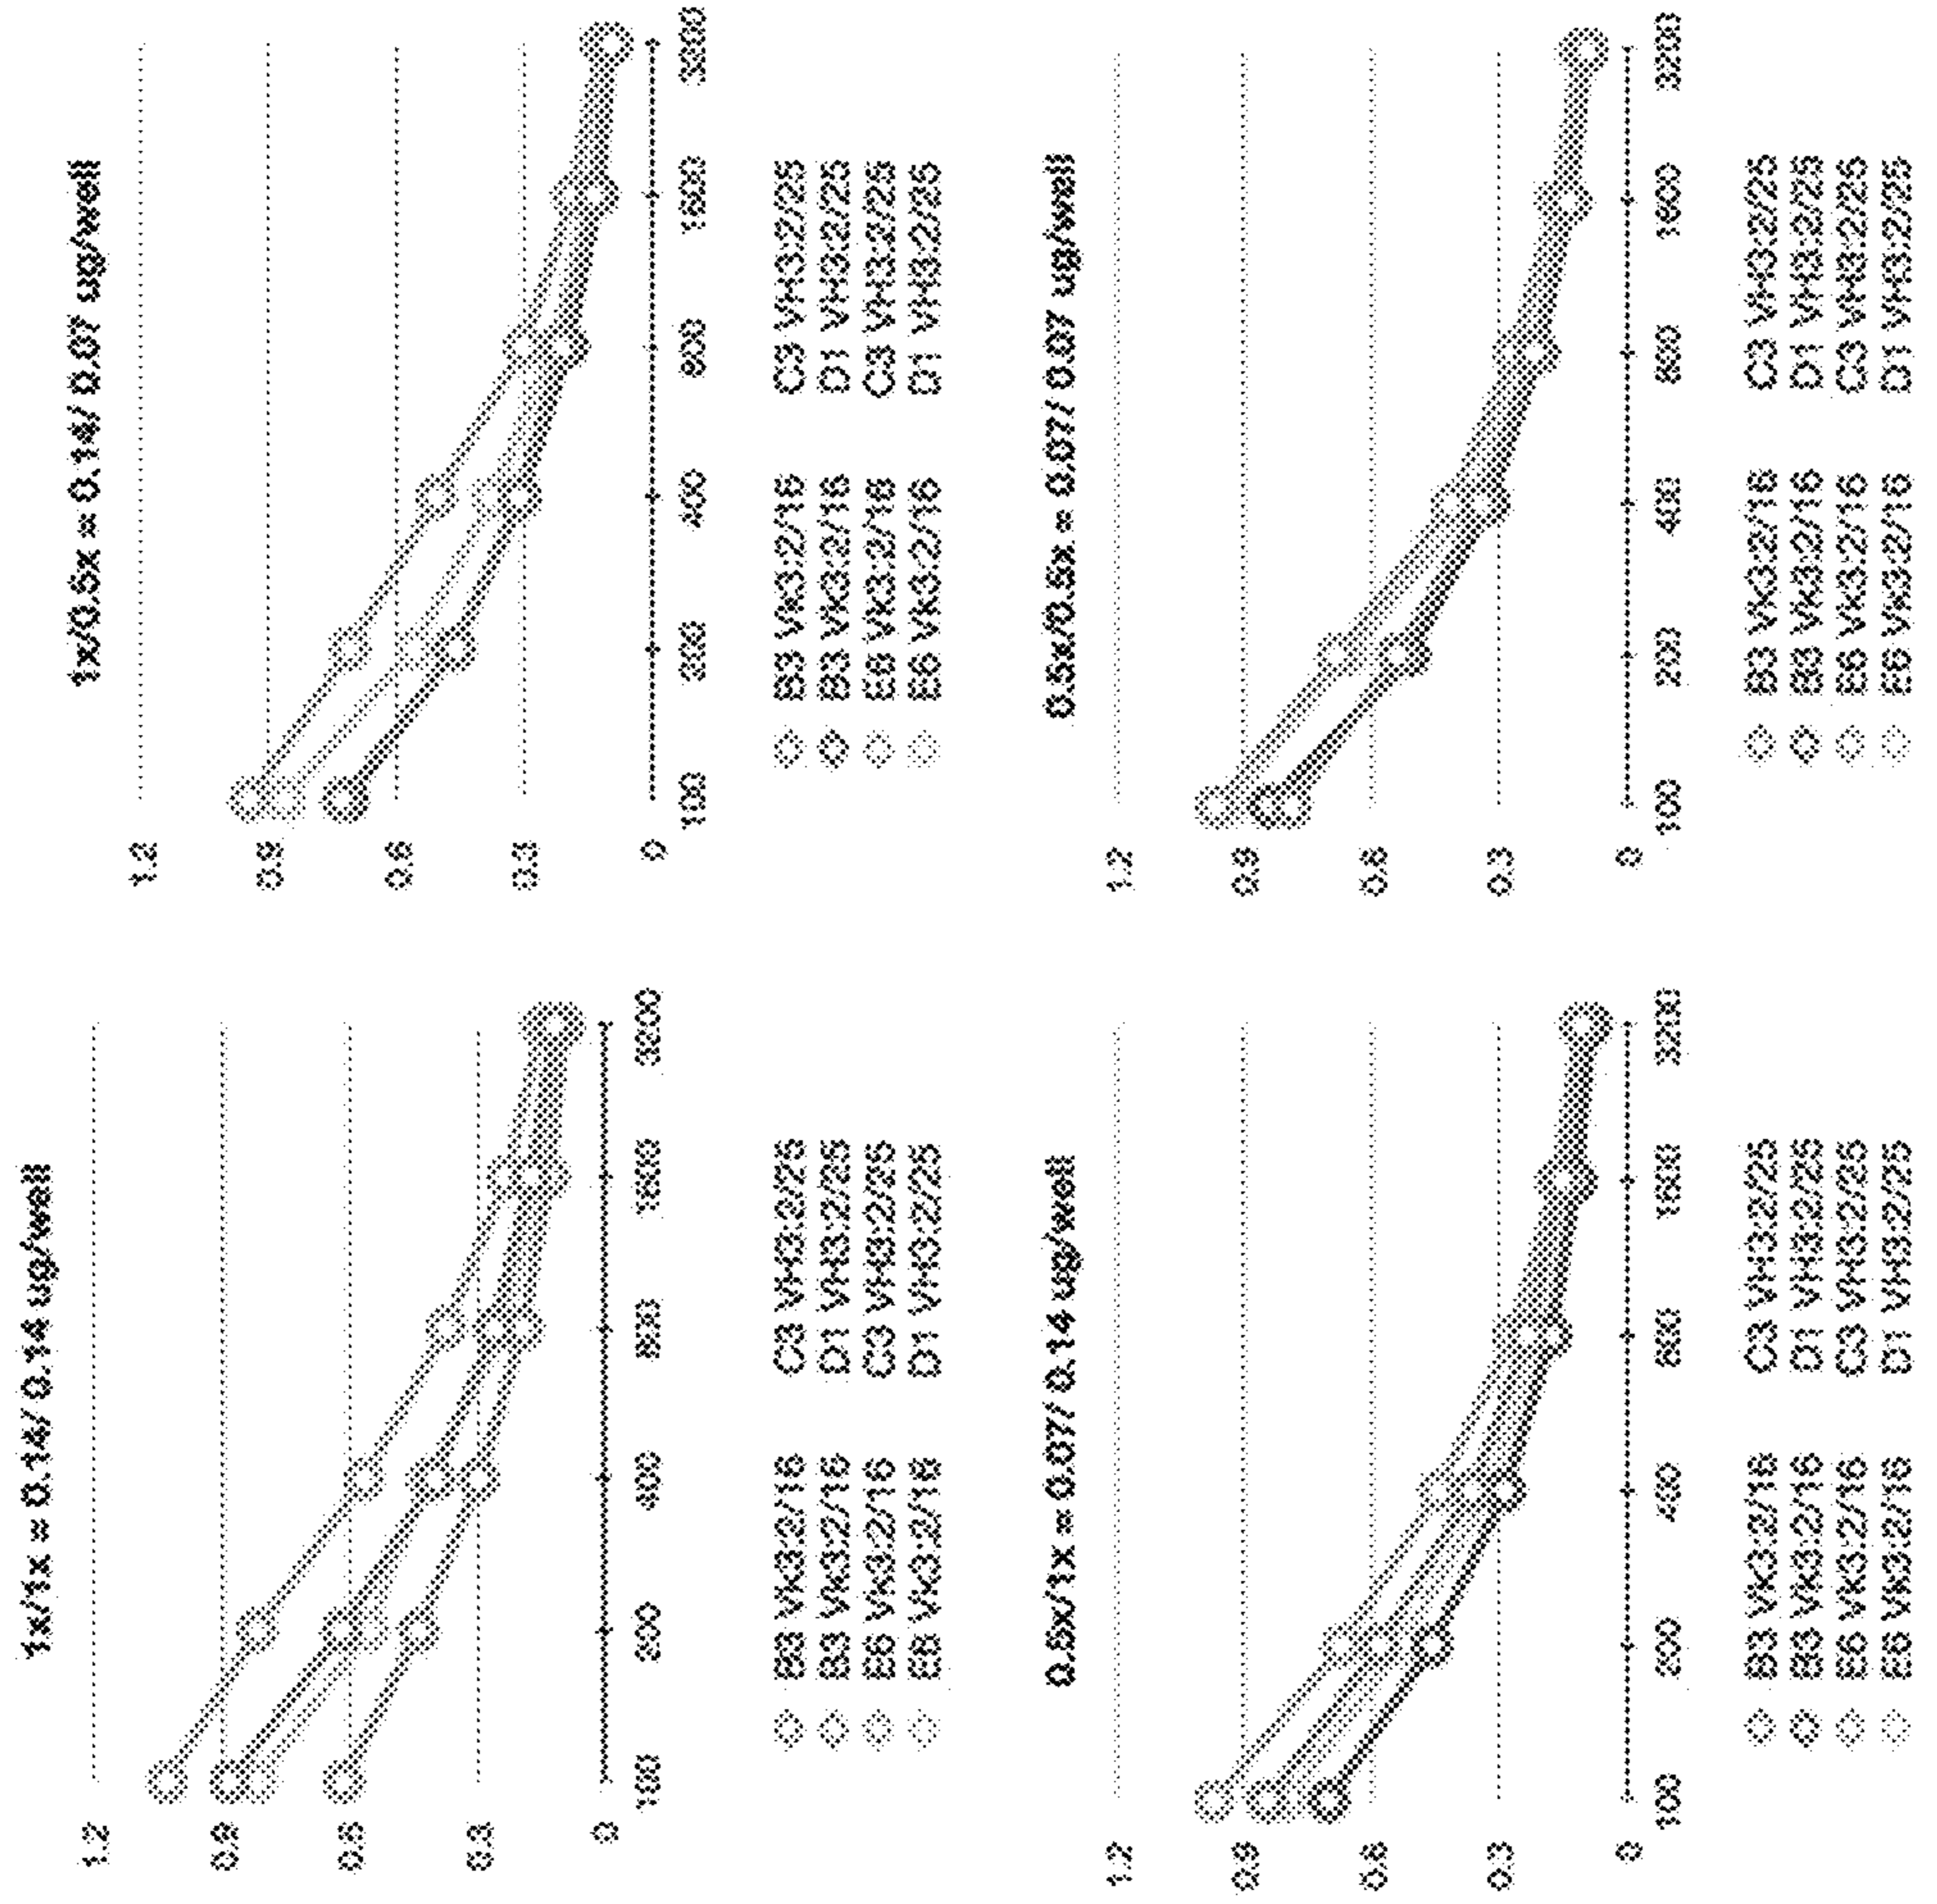 1x/1x = 0.14/ 0.14 ug/well
1.2
0.9
0.6
0.3
0
100
200
400
800
1600
3200
B3 VK3:2/16 C3 VH3:2/25
B3 VK3:2/16 D1 VH3:2/25
E6 VK3:2/16 C3 VH3:2/25
E6 VK3:2/16 D1 VH3:2/25
1x/0.5x = 0.14/ 0.07 ug/well
1.2
0.9
0.6
0.3
0
100
200
400
800
1600
3200
B3 VK3:2/16 C3 VH3:2/25
B3 VK3:2/16 D1 VH3:2/25
E6 VK3:2/16 C3 VH3:2/25
E6 VK3:2/16 D1 VH3:2/25
0.5x/1x = 0.07/ 0.14 ug/well
1.2
0.9
0.6
0.3
0
100
200
400
800
1600
3200
B3 VK3:2/16 C3 VH3:2/25
B3 VK3:2/16 D1 VH3:2/25
E6 VK3:2/16 C3 VH3:2/25
E6 VK3:2/16 D1 VH3:2/25
0.5x/0.5x = 0.07/ 0.07 ug/well
1.2
0.9
0.6
0.3
0
100
200
400
800
1600
3200
B3 VK3:2/16 C3 VH3:2/25
B3 VK3:2/16 D1 VH3:2/25
E6 VK3:2/16 C3 VH3:2/25
E6 VK3:2/16 D1 VH3:2/25